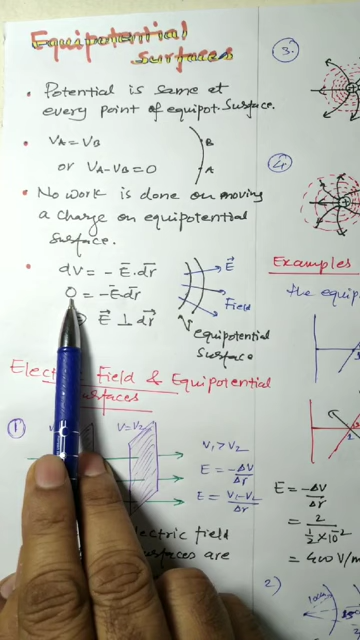 Equipotential
Surfaces
• Potential is same at
every point of equipot. Surface.
• VA = VB
or VA - VB = 0
B
A
• No work is done on moving
a charge on equipotential
Surface.
• dV = - E⃗. dr⃗
0 = - E⃗. dr⃗
E⃗ ⊥ dr⃗
E⃗
Field
equipotential
Surface
Field & Equipotential
① 
V = V2
V1 > V2
E = -ΔV/Δr
E = V1 - V2/Δr
electric field
are
3.
4.
Examples
the equip
E = -ΔV/Δr
= 2/(1/2 × 10⁻²)
= 400 V/m
2)